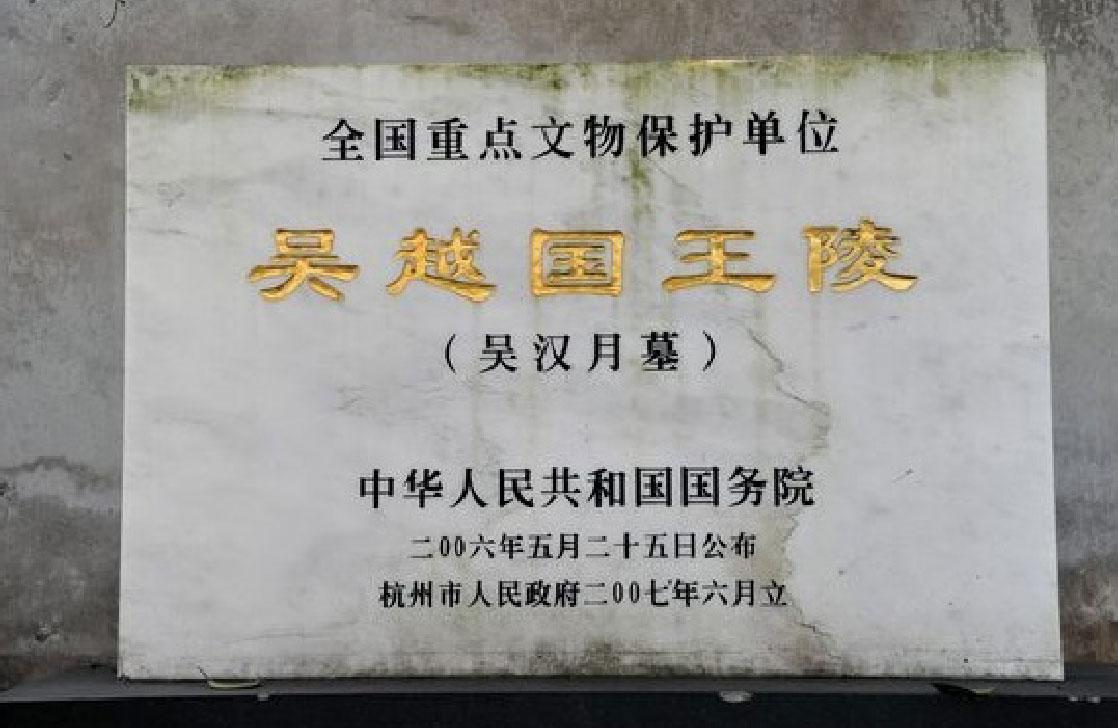 全国重点文物保护单位
吴越国王陵
（吴汉月墓）
中华人民共和国国务院
二00六年五月二十五日公布
杭州市人民政府二00七年六月立